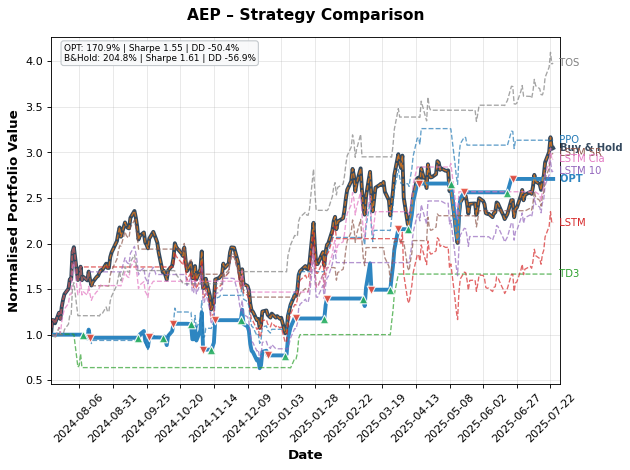 AEP – Strategy Comparison
OPT: 170.9% | Sharpe 1.55 | DD -50.4%
B&Hold: 204.8% | Sharpe 1.61 | DD -56.9%
Normalised Portfolio Value
4.0
3.5
3.0
2.5
2.0
1.5
1.0
0.5
TOS
PPO
Buy & Hold
LSTM SR
LSTM Cla
LSTM 10
OPT
LSTM
TD3
2024-08-06
2024-08-31
2024-09-25
2024-10-20
2024-11-14
2024-12-09
2025-01-03
2025-01-28
2025-02-22
2025-03-19
2025-04-13
2025-05-08
2025-06-02
2025-06-27
2025-07-22
Date